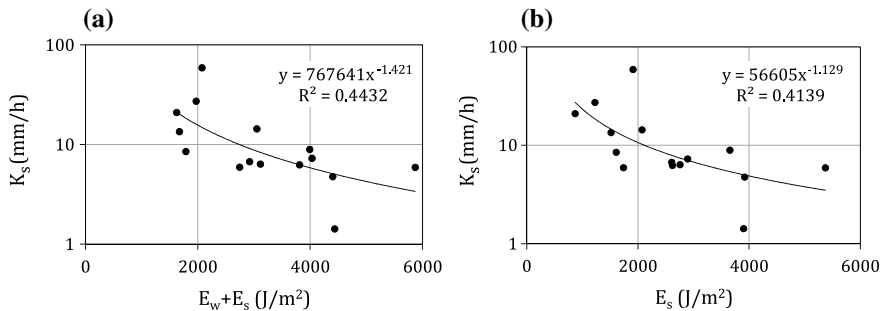 (a)
100
10
1
K_s(mm/h)
y = 767641x^-1.421
R² = 0.4432
0 2000 4000 6000
E_w+E_s (J/m²)
(b)
100
10
1
K_s(mm/h)
y = 56605x^-1.129
R² = 0.4139
0 2000 4000 6000
E_s (J/m²)